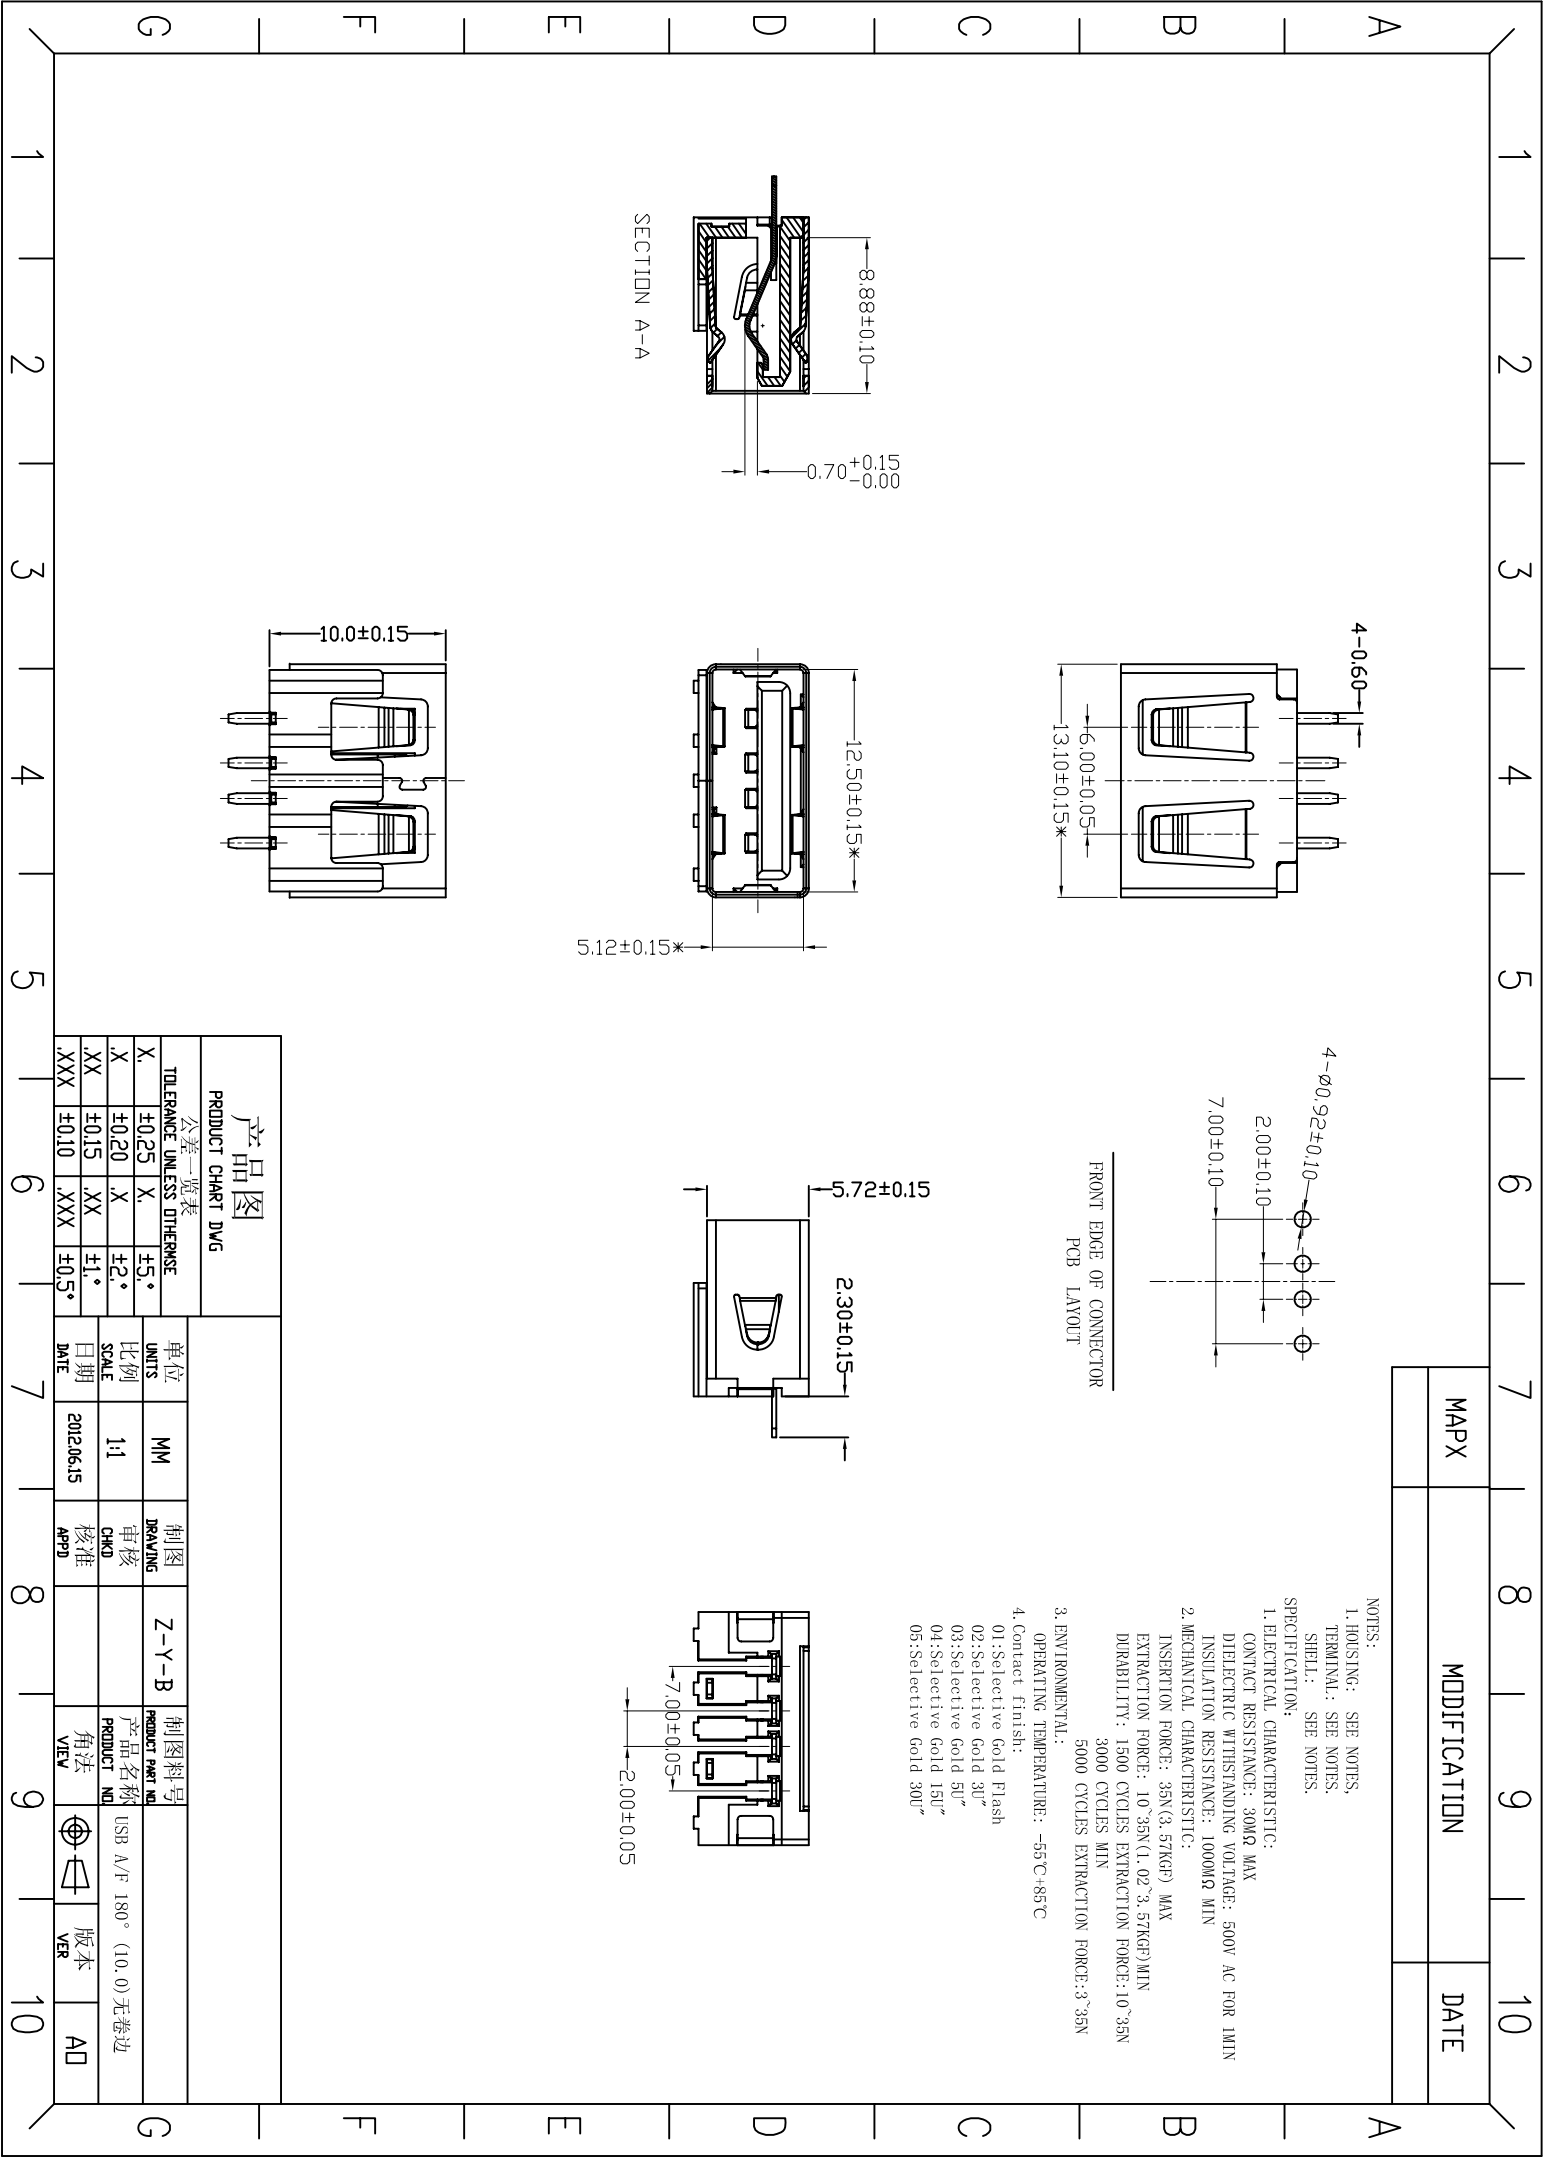 1 2 3 4 5 6 7 8 9 10
A
B
C
D
E
F
G
MAPX MODIFICATION DATE
NOTES:
1.HOUSING: SEE NOTES,
TERMINAL: SEE NOTES.
SHELL: SEE NOTES.
SPECIFICATION:
1.ELECTRICAL CHARACTERISTIC:
CONTACT RESISTANCE: 30MΩ MAX
DIELECTRIC WITHSTANDING VOLTAGE: 500V AC FOR 1MIN
INSULATION RESISTANCE: 1000MΩ MIN
2.MECHANICAL CHARACTERISTIC:
INSERTION FORCE: 35N(3.57KGF) MAX
EXTRACTION FORCE: 10~35N(1.02~3.57KGF)MIN
DURABILITY: 1500 CYCLES EXTRACTION FORCE:10~35N
3000 CYCLES MIN
5000 CYCLES EXTRACTION FORCE:3~35N
3.ENVIRONMENTAL:
OPERATING TEMPERATURE: -55℃+85℃
4.Contact finish:
01:Selective Gold Flash
02:Selective Gold 3U"
03:Selective Gold 5U"
04:Selective Gold 15U"
05:Selective Gold 30U"
4-0.60
6.00±0.05
13.10±0.15*
4-Ø0.92±0.10
2.00±0.10
7.00±0.10
FRONT EDGE OF CONNECTOR
PCB LAYOUT
8.88±0.10
0.70+0.15
-0.00
SECTION A-A
12.50±0.15*
5.12±0.15*
5.72±0.15
2.30±0.15
7.00±0.05
2.00±0.05
10.0±0.15
产品图
PRODUCT CHART DWG
公差一览表
TOLERANCE UNLESS OTHERMSE
X. ±0.25 X. ±5.°
.X ±0.20 .X ±2.°
.XX ±0.15 .XX ±1.°
.XXX ±0.10 .XXX ±0.5°
单位
UNITS
MM
制图
DRAWING
Z-Y-B
制图料号
PRODUCT PART NO.
比例
SCALE
1:1
审核
CHKD
产品名称
PRODUCT NO.
USB A/F 180° (10.0)无卷边
日期
DATE
2012.06.15
核准
APPD
角法
VIEW
版本
VER
AO
1 2 3 4 5 6 7 8 9 10
A
B
C
D
E
F
G